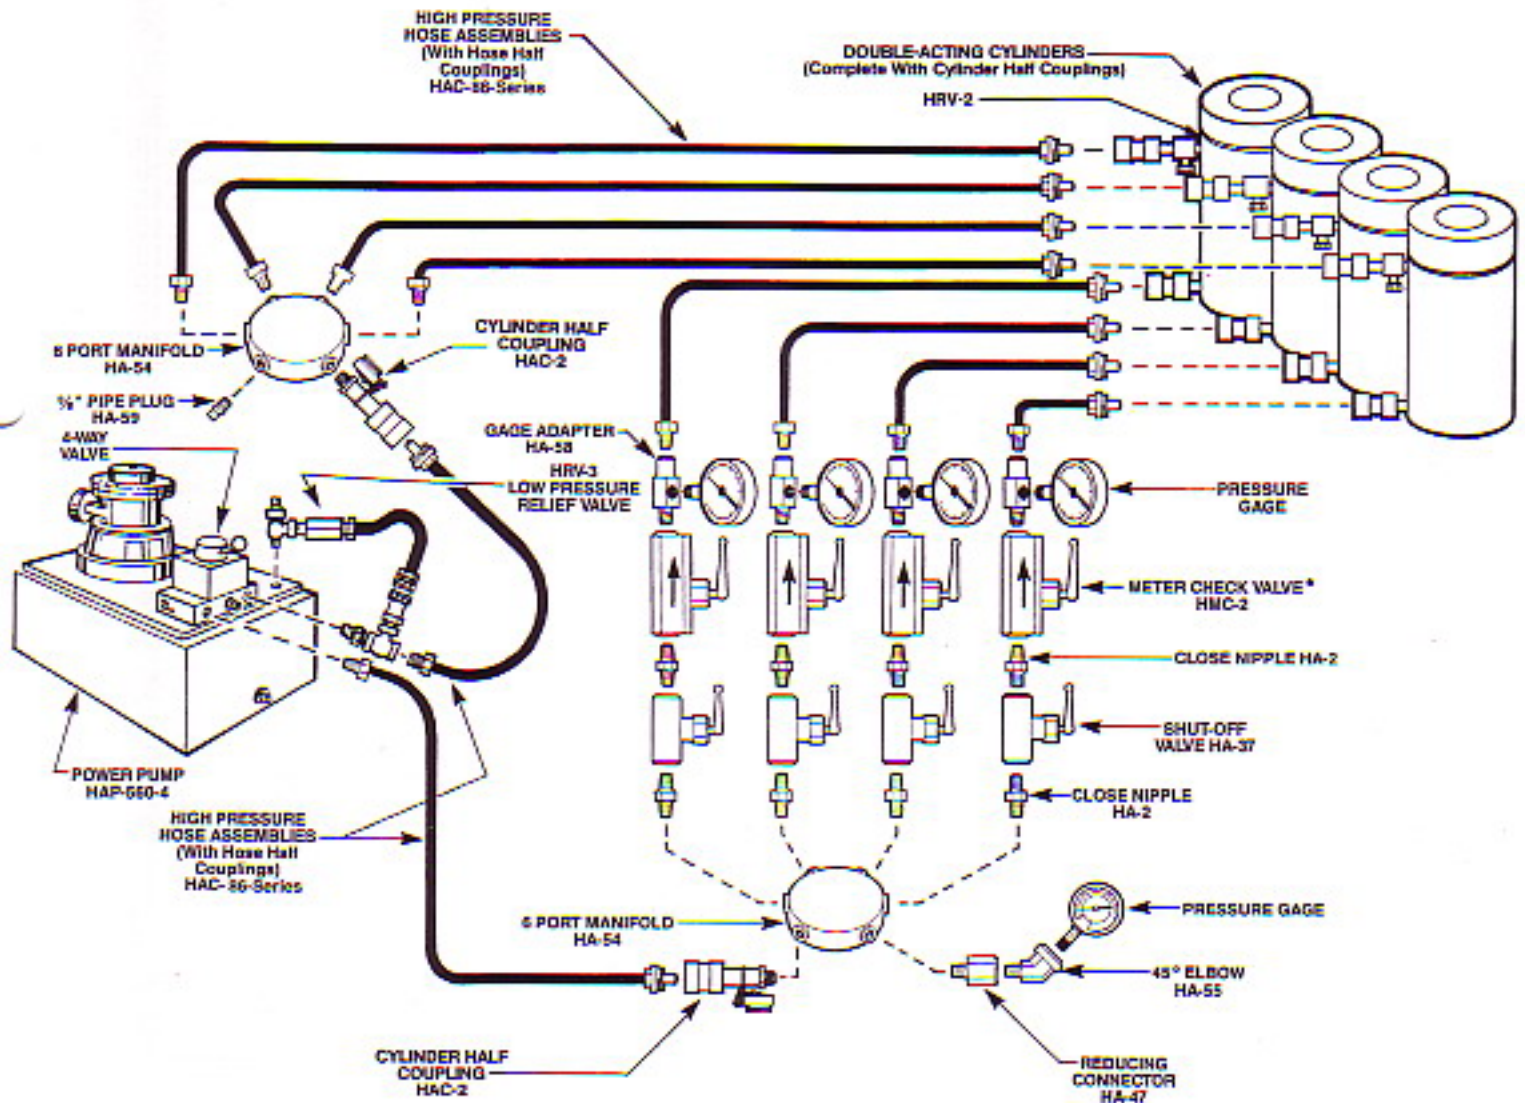 HIGH PRESSURE
HOSE ASSEMBLIES
(With Hose Half
Couplings)
HAC-86-Series
DOUBLE-ACTING CYLINDERS
(Complete With Cylinder Half Couplings)
HRV-2
6 PORT MANIFOLD
HA-54
CYLINDER HALF
COUPLING
HAC-2
⅜" PIPE PLUG
HA-59
4-WAY
VALVE
GAGE ADAPTER
HA-58
HRV-3
LOW PRESSURE
RELIEF VALVE
PRESSURE
GAGE
METER CHECK VALVE*
HMC-2
CLOSE NIPPLE HA-2
SHUT-OFF
VALVE HA-37
POWER PUMP
HAP-560-4
CLOSE NIPPLE
HA-2
HIGH PRESSURE
HOSE ASSEMBLIES
(With Hose Half
Couplings)
HAC-86-Series
6 PORT MANIFOLD
HA-54
PRESSURE GAGE
45° ELBOW
HA-55
CYLINDER HALF
COUPLING
HAC-2
REDUCING
CONNECTOR
HA-47